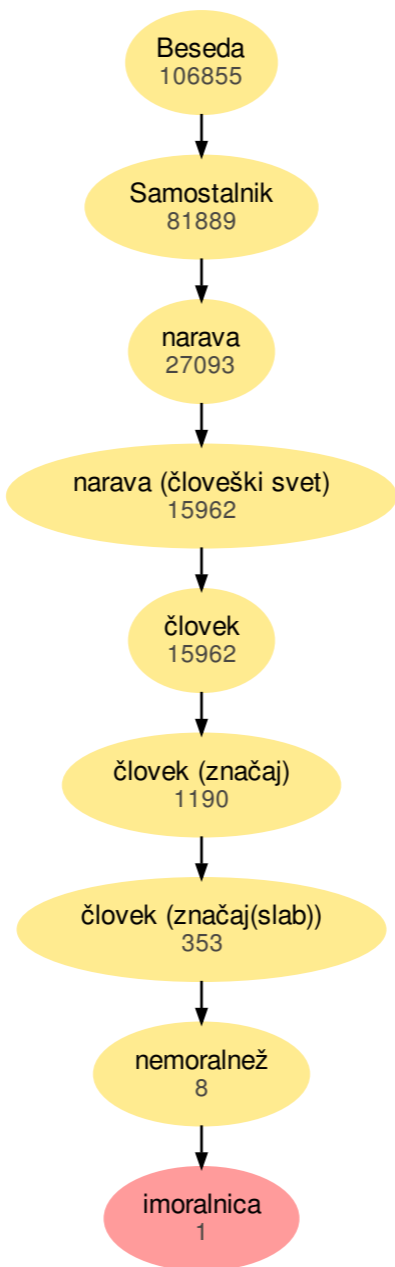 Beseda
106855
Samostalnik
81889
narava
27093
narava (človeški svet)
15962
človek
15962
človek (značaj)
1190
človek (značaj(slab))
353
nemoralnež
8
imoralnica
1